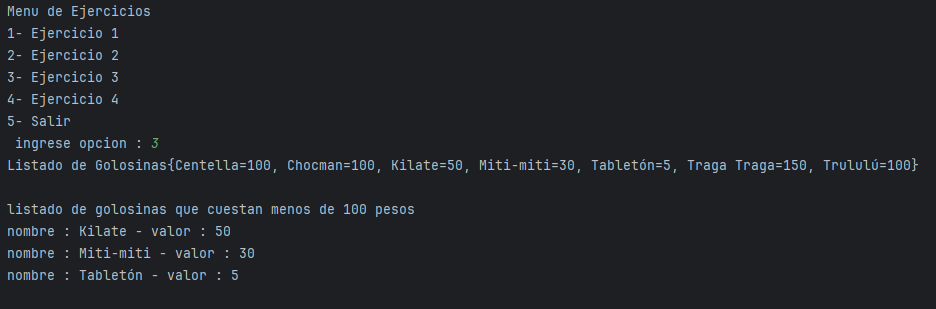 Menu de Ejercicios
1- Ejercicio 1
2- Ejercicio 2
3- Ejercicio 3
4- Ejercicio 4
5- Salir
ingrese opcion : 3
Listado de Golosinas{Centella=100, Chocman=100, Kilate=50, Miti-miti=30, Tabletón=5, Traga Traga=150, Trululú=100}
listado de golosinas que cuestan menos de 100 pesos
nombre : Kilate - valor : 50
nombre : Miti-miti - valor : 30
nombre : Tabletón - valor : 5